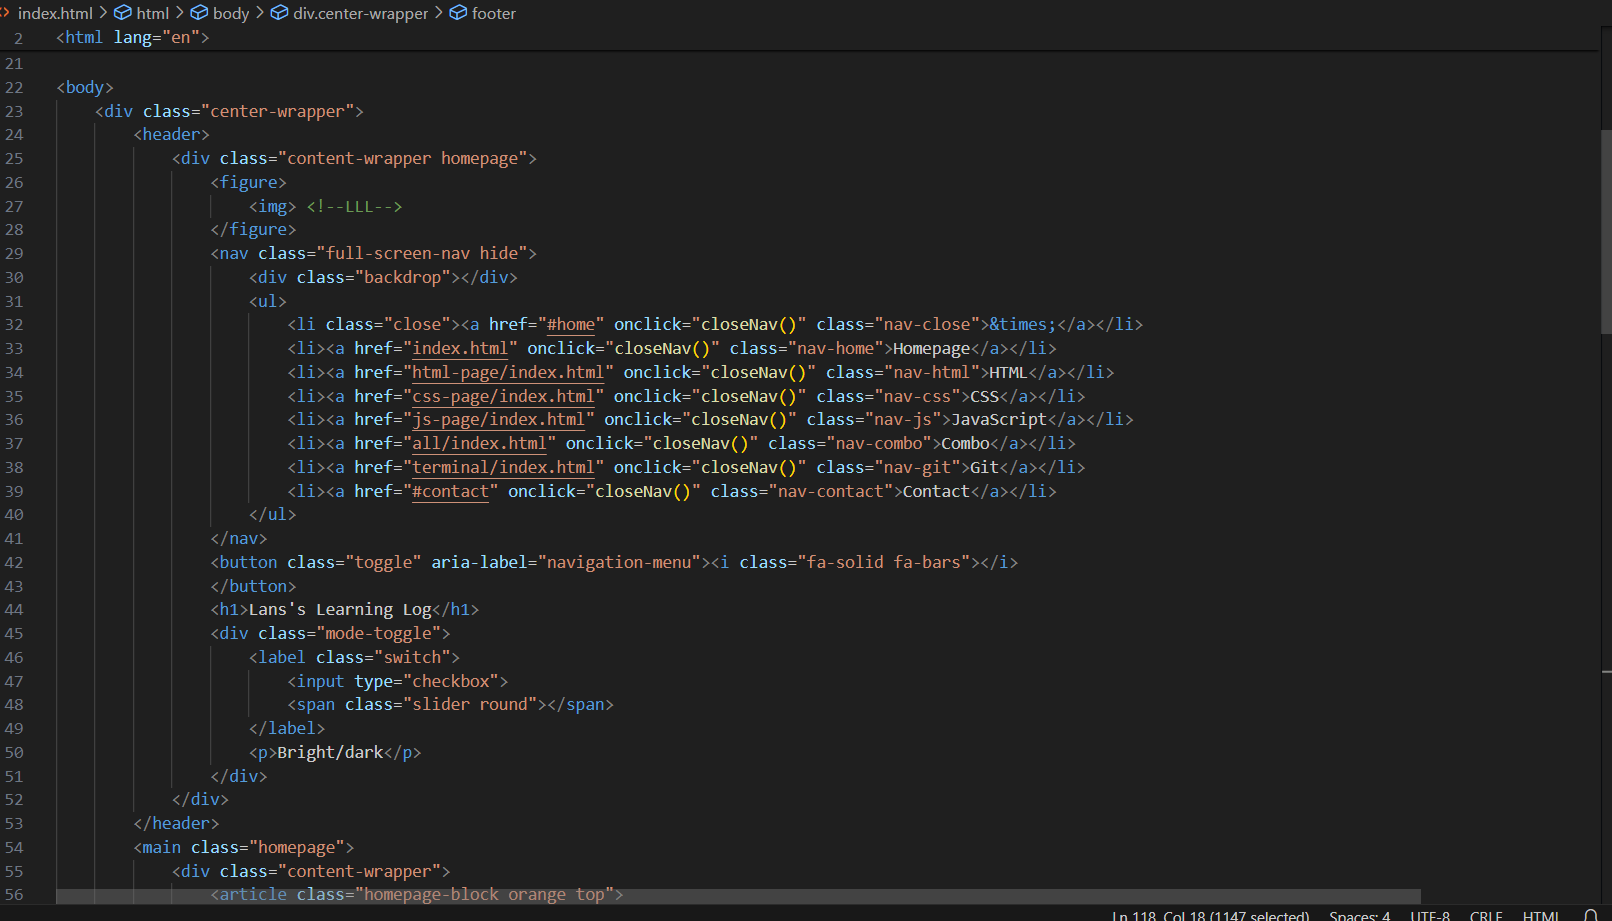 index.html > html > body > div.center-wrapper > footer
2 <html lang="en">
21
22 <body>
23 <div class="center-wrapper">
24 <header>
25 <div class="content-wrapper homepage">
26 <figure>
27 <img> <!--LLL-->
28 </figure>
29 <nav class="full-screen-nav hide">
30 <div class="backdrop"></div>
31 <ul>
32 <li class="close"><a href="#home" onclick="closeNav()" class="nav-close">&times;</a></li>
33 <li><a href="index.html" onclick="closeNav()" class="nav-home">Homepage</a></li>
34 <li><a href="html-page/index.html" onclick="closeNav()" class="nav-html">HTML</a></li>
35 <li><a href="css-page/index.html" onclick="closeNav()" class="nav-css">CSS</a></li>
36 <li><a href="js-page/index.html" onclick="closeNav()" class="nav-js">JavaScript</a></li>
37 <li><a href="all/index.html" onclick="closeNav()" class="nav-combo">Combo</a></li>
38 <li><a href="terminal/index.html" onclick="closeNav()" class="nav-git">Git</a></li>
39 <li><a href="#contact" onclick="closeNav()" class="nav-contact">Contact</a></li>
40 </ul>
41 </nav>
42 <button class="toggle" aria-label="navigation-menu"><i class="fa-solid fa-bars"></i>
43 </button>
44 <h1>Lans's Learning Log</h1>
45 <div class="mode-toggle">
46 <label class="switch">
47 <input type="checkbox">
48 <span class="slider round"></span>
49 </label>
50 <p>Bright/dark</p>
51 </div>
52 </div>
53 </header>
54 <main class="homepage">
55 <div class="content-wrapper">
56 <article class="homepage-block orange top">
Ln 118, Col 18 (1147 selected) Spaces: 4 UTF-8 CRLF HTML